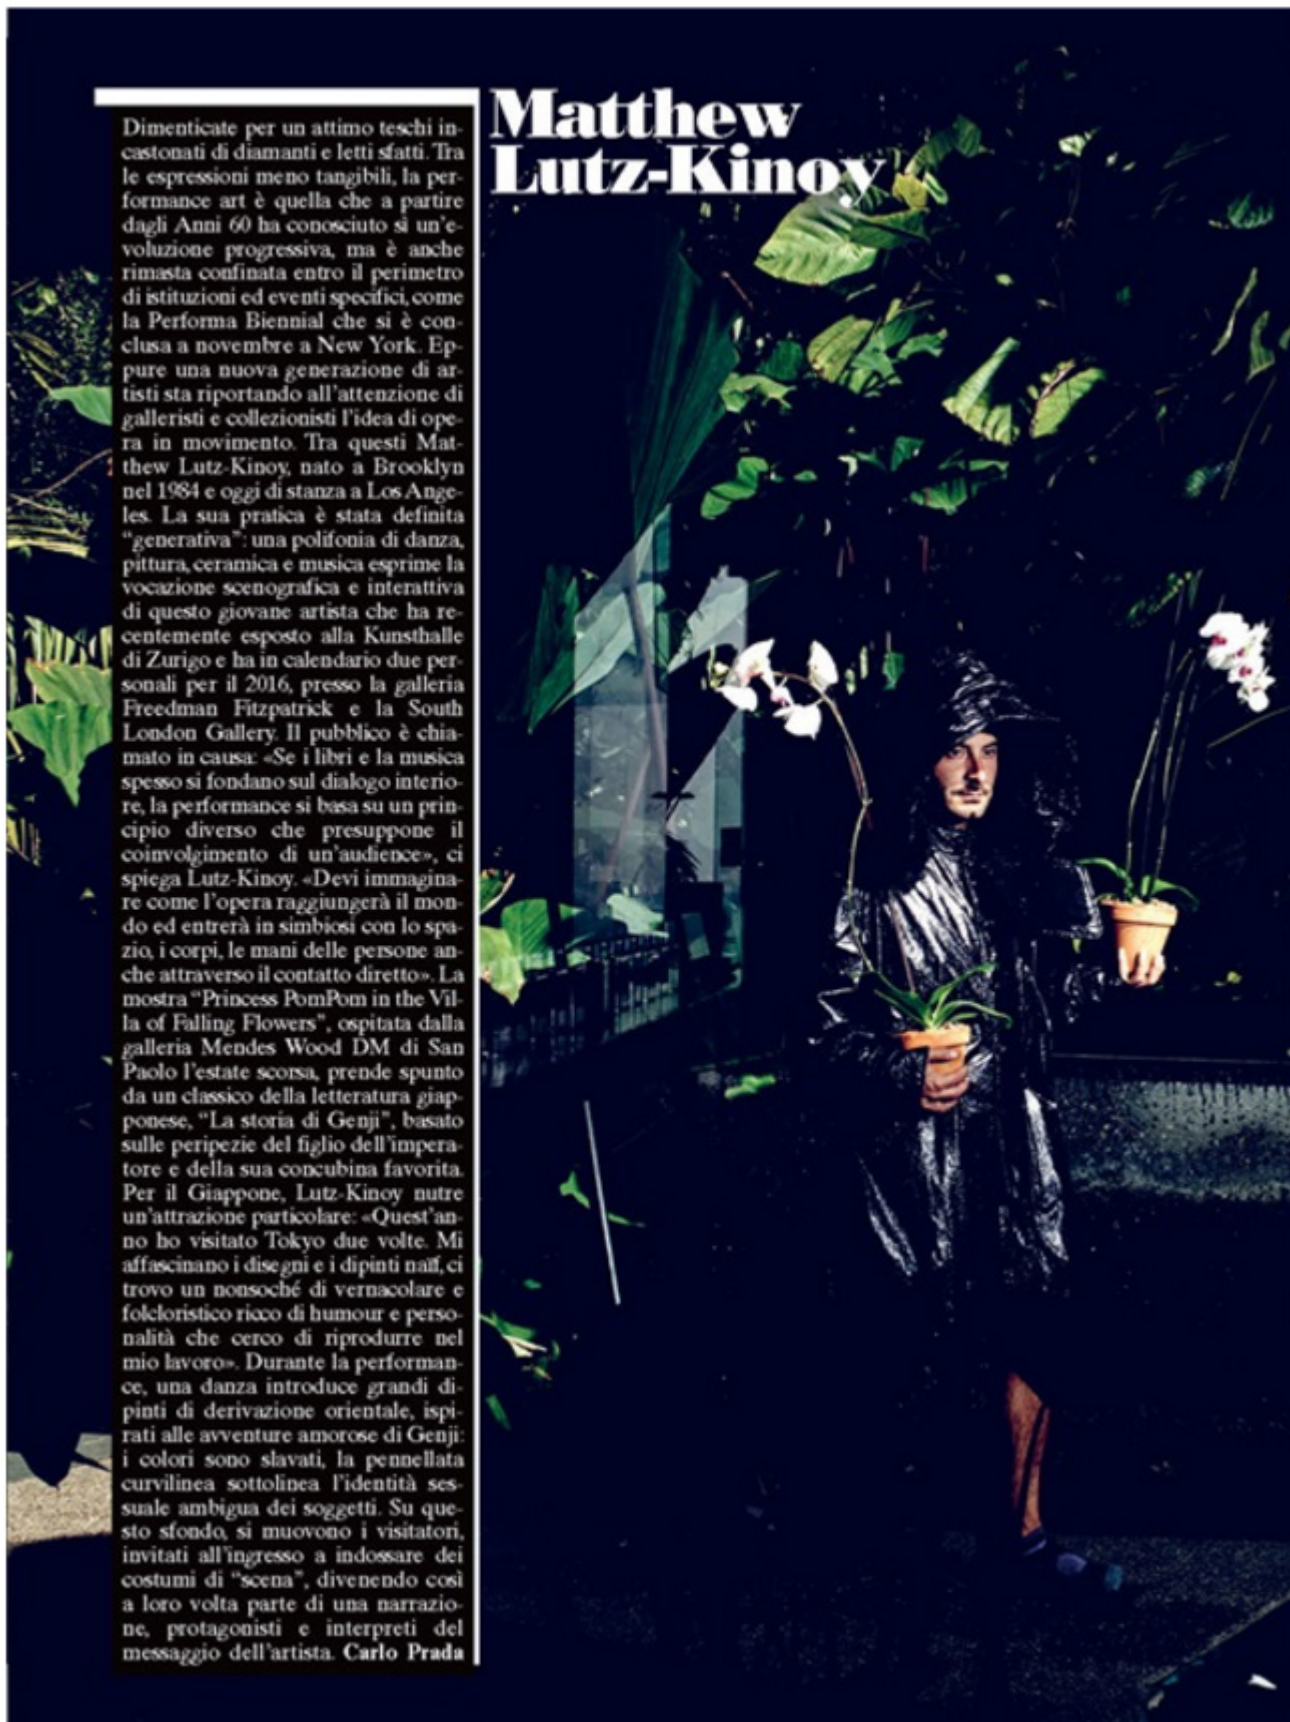 Matthew
Lutz-Kinoy
Dimenticate per un attimo teschi in-
castonati di diamanti e letti sfatti. Tra
le espressioni meno tangibili, la per-
formance art è quella che a partire
dagli Anni 60 ha conosciuto sì un'e-
voluzione progressiva, ma è anche
rimasta confinata entro il perimetro
di istituzioni ed eventi specifici, come
la Performa Biennial che si è con-
clusa a novembre a New York. Ep-
pure una nuova generazione di ar-
tisti sta riportando all'attenzione di
galleristi e collezionisti l'idea di ope-
ra in movimento. Tra questi Mat-
thew Lutz-Kinoy, nato a Brooklyn
nel 1984 e oggi di stanza a Los Ange-
les. La sua pratica è stata definita
“generativa”: una polifonia di danza,
pittura, ceramica e musica esprime la
vocazione scenografica e interattiva
di questo giovane artista che ha re-
centemente esposto alla Kunsthalle
di Zurigo e ha in calendario due per-
sonali per il 2016, presso la galleria
Freedman Fitzpatrick e la South
London Gallery. Il pubblico è chia-
mato in causa: «Se i libri e la musica
spesso si fondano sul dialogo interio-
re, la performance si basa su un prin-
cipio diverso che presuppone il
coinvolgimento di un'audience», ci
spiega Lutz-Kinoy. «Devi immagina-
re come l'opera raggiungerà il mon-
do ed entrerà in simbiosi con lo spa-
zio, i corpi, le mani delle persone an-
che attraverso il contatto diretto». La
mostra “Princess PomPom in the Vil-
la of Falling Flowers”, ospitata dalla
galleria Mendes Wood DM di San
Paolo l'estate scorsa, prende spunto
da un classico della letteratura giap-
ponese, “La storia di Genji”, basato
sulle peripezie del figlio dell'impera-
tore e della sua concubina favorita.
Per il Giappone, Lutz-Kinoy nutre
un'attrazione particolare: «Quest'an-
no ho visitato Tokyo due volte. Mi
affascinano i disegni e i dipinti naïf, ci
trovo un nonsoché di vernacolare e
folcloristico ricco di humour e perso-
nalità che cerco di riprodurre nel
mio lavoro». Durante la performan-
ce, una danza introduce grandi di-
pinti di derivazione orientale, ispi-
rati alle avventure amorose di Genji:
i colori sono slavati, la pennellata
curvilinea sottolinea l'identità ses-
suale ambigua dei soggetti. Su que-
sto sfondo, si muovono i visitatori,
invitati all'ingresso a indossare dei
costumi di “scena”, divenendo così
a loro volta parte di una narrazio-
ne, protagonisti e interpreti del
messaggio dell'artista. Carlo Prada